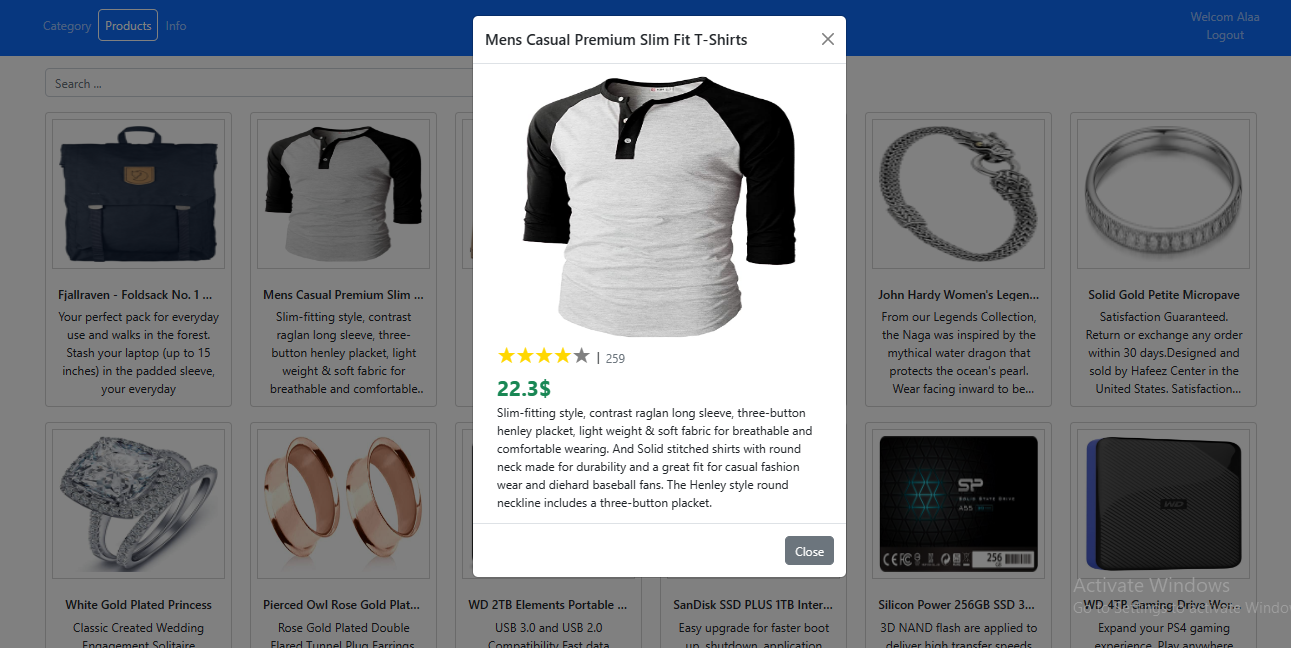 Category Products Info
Welcom Alaa
Logout
Search ...
Mens Casual Premium Slim Fit T-Shirts
| 259
22.3$
Slim-fitting style, contrast raglan long sleeve, three-button
henley placket, light weight & soft fabric for breathable and
comfortable wearing. And Solid stitched shirts with round
neck made for durability and a great fit for casual fashion
wear and diehard baseball fans. The Henley style round
neckline includes a three-button placket.
Close
Fjallraven - Foldsack No. 1 ...
Your perfect pack for everyday
use and walks in the forest.
Stash your laptop (up to 15
inches) in the padded sleeve,
your everyday
Mens Casual Premium Slim ...
Slim-fitting style, contrast
raglan long sleeve, three-
button henley placket, light
weight & soft fabric for
breathable and comfortable..
John Hardy Women's Legen...
From our Legends Collection,
the Naga was inspired by the
mythical water dragon that
protects the ocean's pearl.
Wear facing inward to be...
Solid Gold Petite Micropave
Satisfaction Guaranteed.
Return or exchange any order
within 30 days.Designed and
sold by Hafeez Center in the
United States. Satisfaction...
White Gold Plated Princess
Classic Created Wedding
Engagement Solitaire
Pierced Owl Rose Gold Plat...
Rose Gold Plated Double
Flared Tunnel Plug Earrings
WD 2TB Elements Portable ...
USB 3.0 and USB 2.0
Compatibility Fast data
SanDisk SSD PLUS 1TB Inter...
Easy upgrade for faster boot
up, shutdown, application
SP
SOLID STATE DRIVE
A55
256
Silicon Power 256GB SSD 3...
3D NAND flash are applied to
deliver high transfer speeds
WD
WD 4TB Gaming Drive Wor...
Expand your PS4 gaming
experience, Play anywhere
Activate Windows
Go to Settings to activate Windo